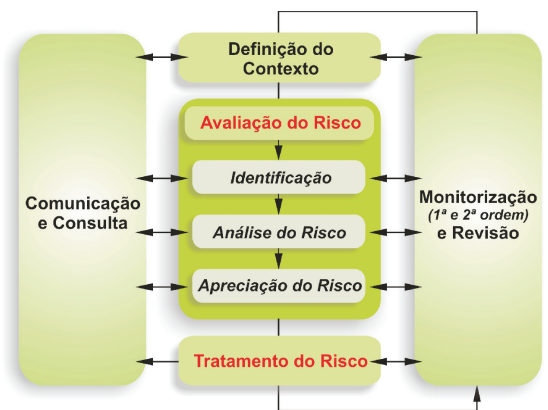 Definição do
Contexto
Avaliação do Risco
Identificação
Análise do Risco
Apreciação do Risco
Tratamento do Risco
Comunicação
e Consulta
Monitorização
(1ª e 2ª ordem)
e Revisão